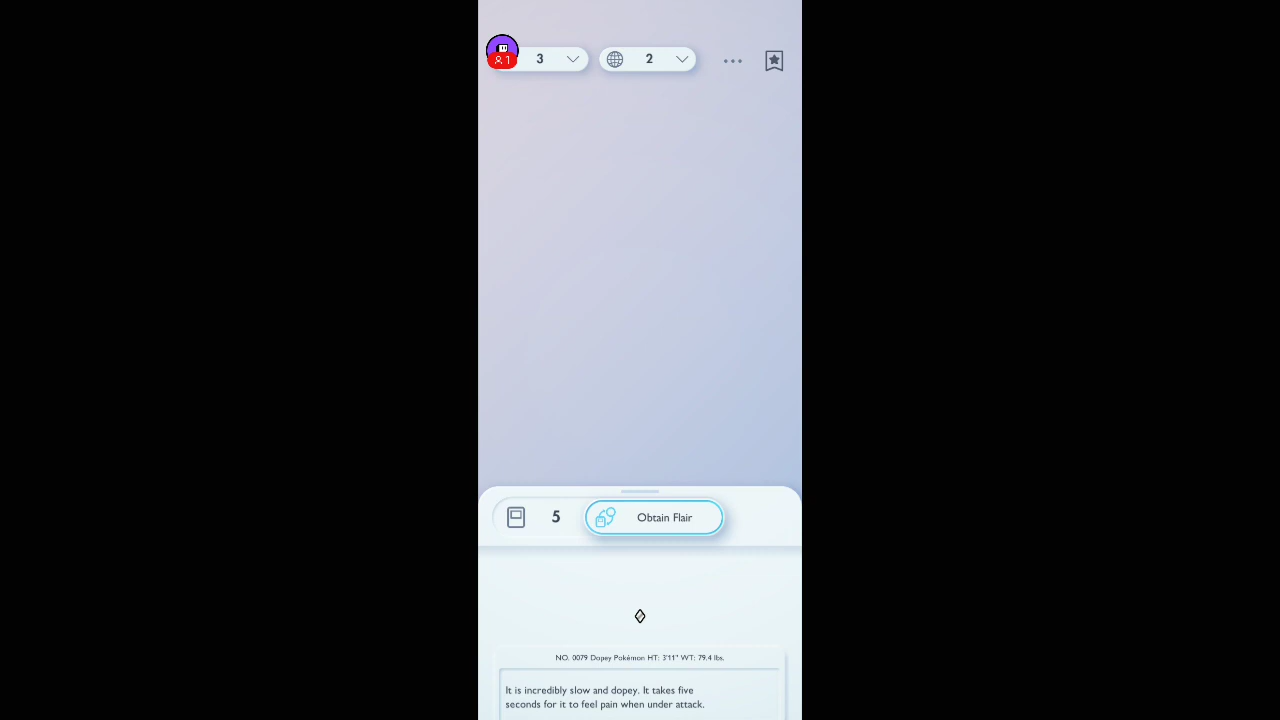 1
3
2
5
Obtain Flair
NO. 0079 Dopey Pokémon HT: 3'11" WT: 79.4 lbs.
It is incredibly slow and dopey. It takes five
seconds for it to feel pain when under attack.